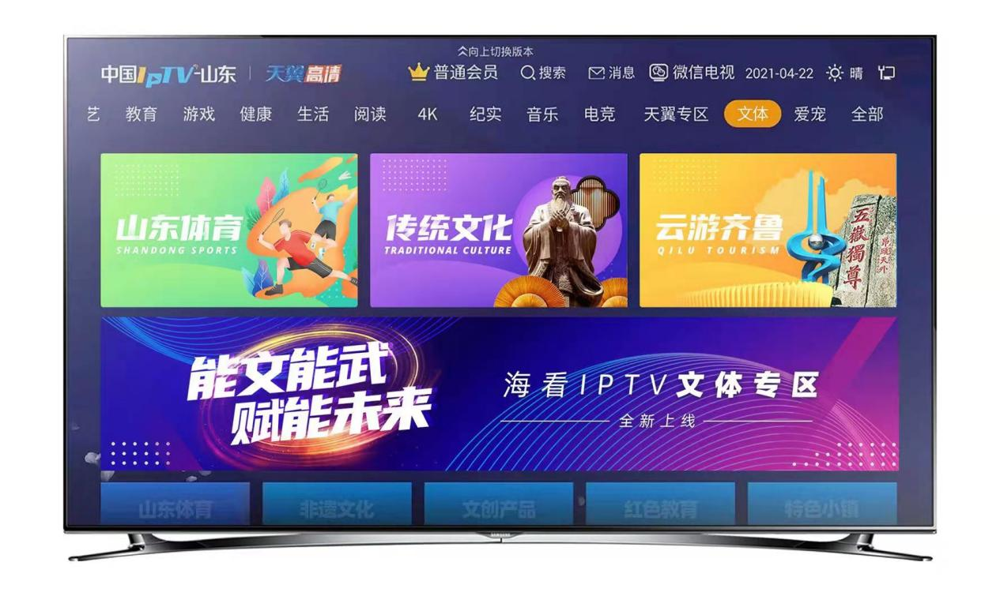 ︿向上切换版本
中国IPTV-山东 天翼高清 普通会员 搜索 消息 微信电视 2021-04-22 晴
艺 教育 游戏 健康 生活 阅读 4K 纪实 音乐 电竞 天翼专区 文体 爱宠 全部
山东体育
SHANDONG SPORTS
传统文化
TRADITIONAL CULTURE
云游齐鲁
QILU TOURISM
五嶽獨尊
昂頭天外
能文能武
赋能未来
海看IPTV文体专区
全新上线
山东体育 非遗文化 文创产品 红色教育 特色小镇
SAMSUNG